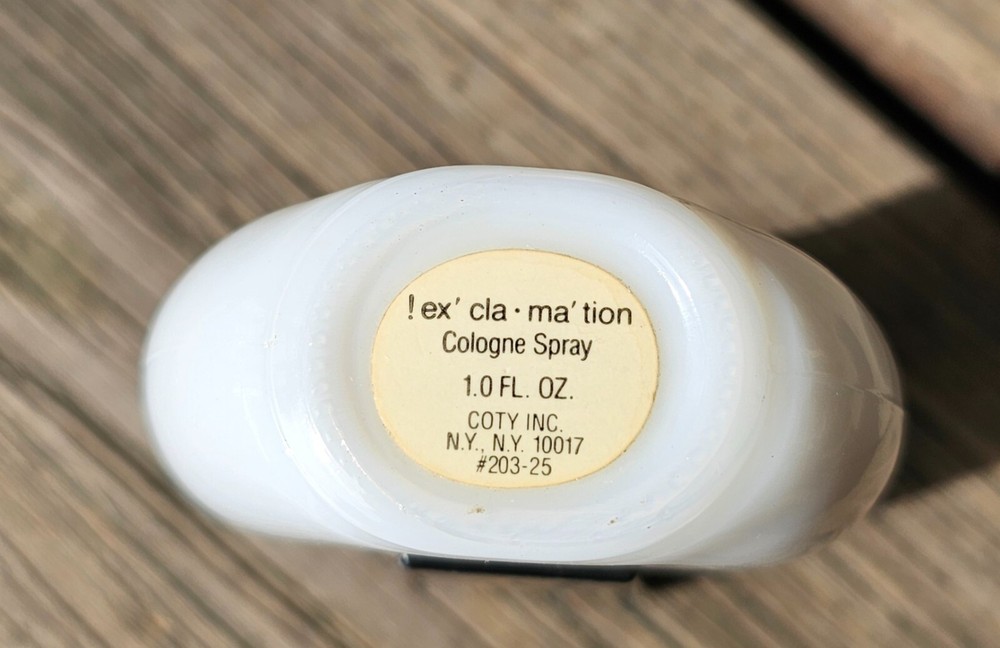 ! ex′ cla · ma′ tion
Cologne Spray
1.0 FL. OZ.
COTY INC.
N.Y., N.Y. 10017
#203-25